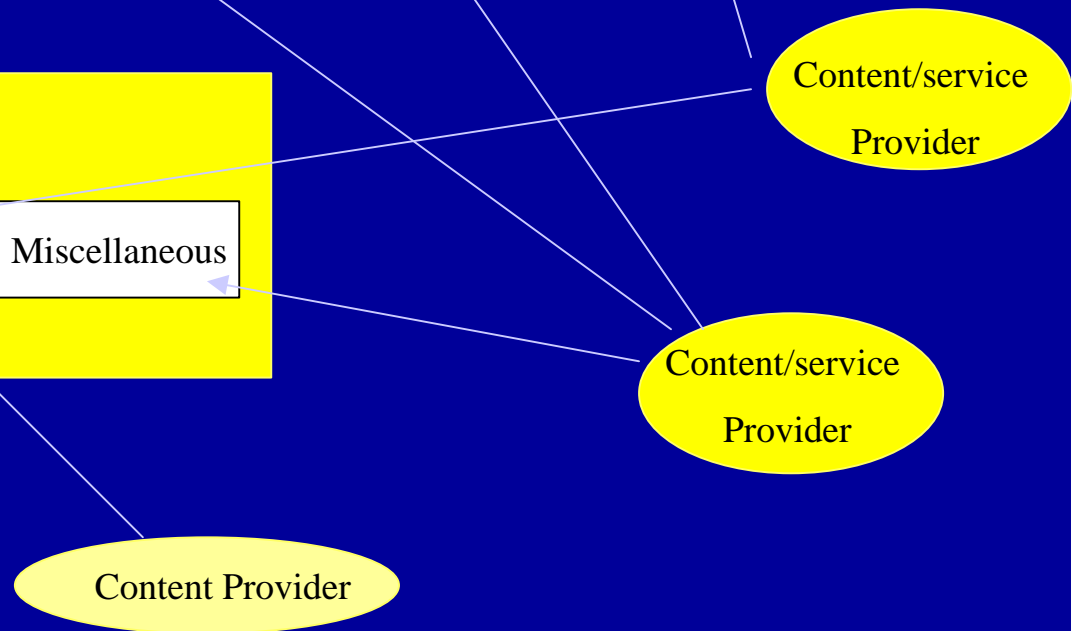 Content/service
Provider
Miscellaneous
Content/service
Provider
Content Provider